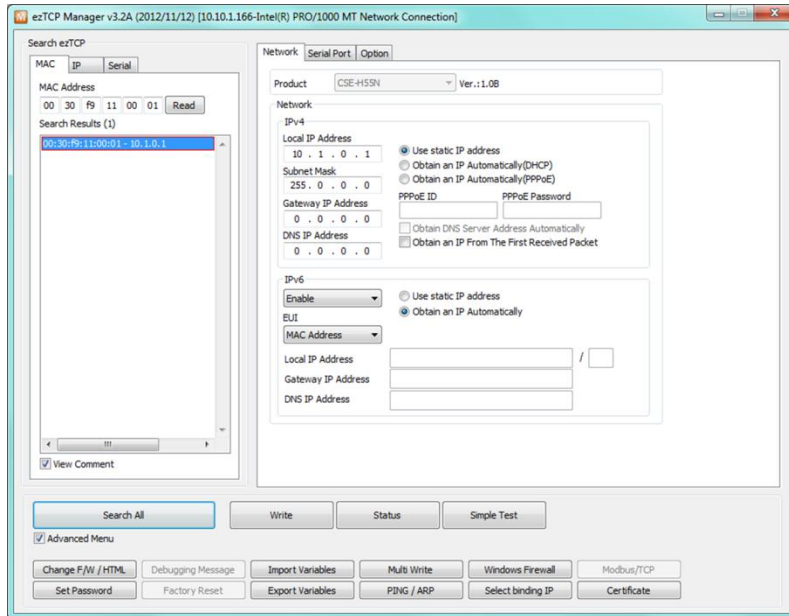 ezTCP Manager v3.2A (2012/11/12) [10.10.1.166-Intel(R) PRO/1000 MT Network Connection]
Search ezTCP
MAC IP Serial
MAC Address
00 30 f9 11 00 01 Read
Search Results (1)
00:30:f9:11:00:01 - 10.1.0.1
View Comment
Network Serial Port Option
Product CSE-H55N Ver.:1.0B
Network
IPv4
Local IP Address
10 . 1 . 0 . 1
Subnet Mask
255 . 0 . 0 . 0
Gateway IP Address
0 . 0 . 0 . 0
DNS IP Address
0 . 0 . 0 . 0
Use static IP address
Obtain an IP Automatically(DHCP)
Obtain an IP Automatically(PPPoE)
PPPoE ID PPPoE Password
Obtain DNS Server Address Automatically
Obtain an IP From The First Received Packet
IPv6
Enable
EUI
MAC Address
Use static IP address
Obtain an IP Automatically
Local IP Address /
Gateway IP Address
DNS IP Address
Search All Write Status Simple Test
Advanced Menu
Change F/W / HTML Debugging Message Import Variables Multi Write Windows Firewall Modbus/TCP
Set Password Factory Reset Export Variables PING / ARP Select binding IP Certificate